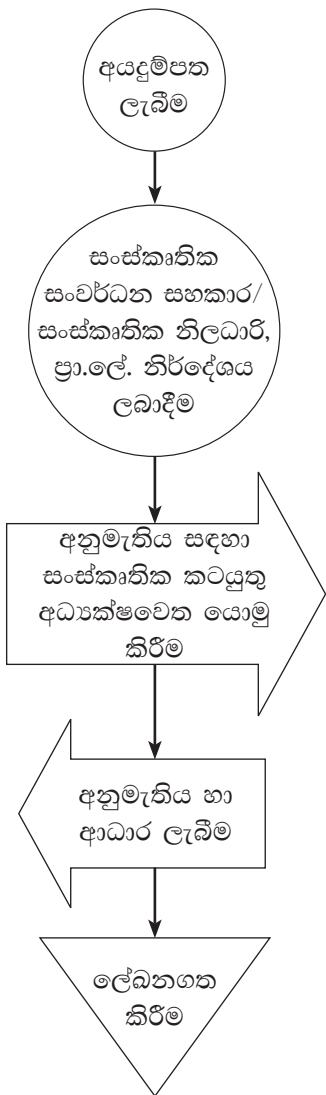 අයදුම්පත
ලැබීම
සංස්කෘතික
සංවර්ධන සහකාර/
සංස්කෘතික නිලධාරි,
ප්‍රා.ලේ. නිර්දේශය
ලබාදීම
අනුමැතිය සඳහා
සංස්කෘතික කටයුතු
අධ්‍යක්ෂවෙත යොමු
කිරීම
අනුමැතිය හා
ආධාර ලැබීම
ලේඛනගත
කිරීම